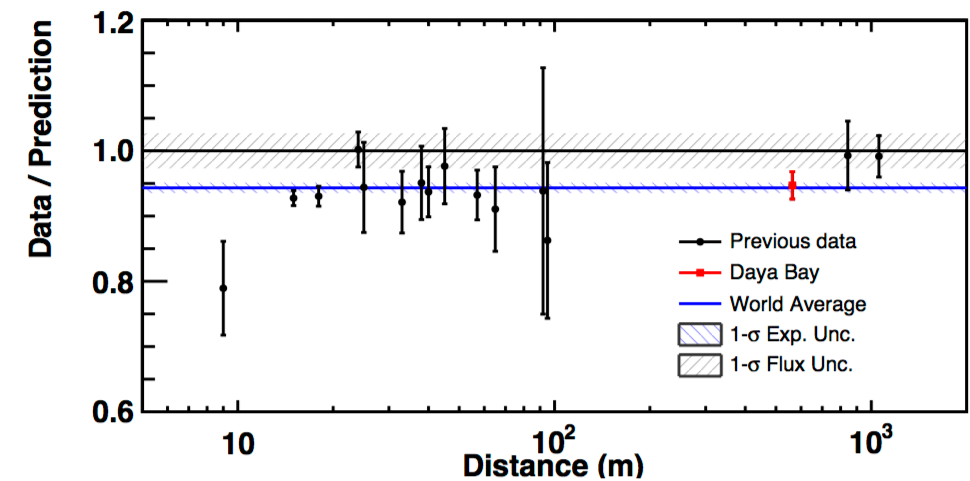 Data / Prediction
1.2
1.0
0.8
0.6
Previous data
Daya Bay
World Average
1-σ Exp. Unc.
1-σ Flux Unc.
10
10²
10³
Distance (m)